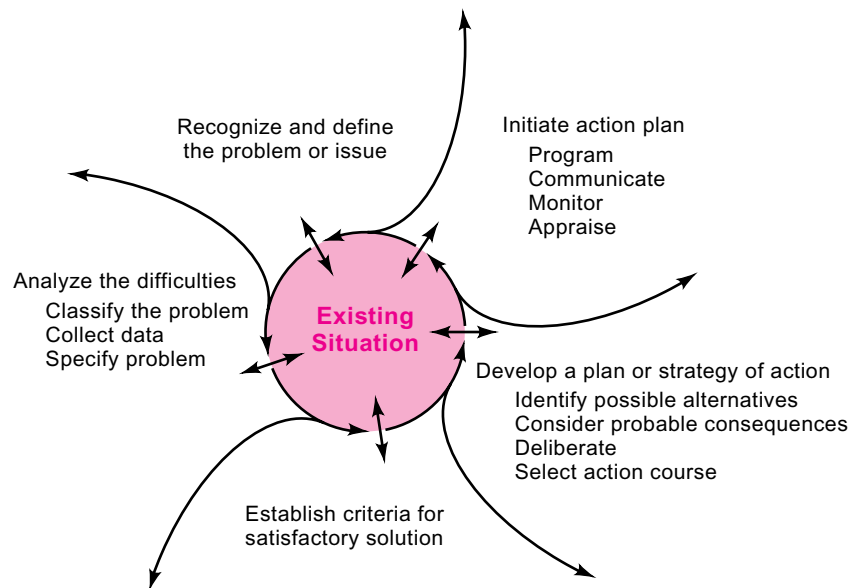 Recognize and define
the problem or issue
Initiate action plan
Program
Communicate
Monitor
Appraise
Analyze the difficulties
Classify the problem
Collect data
Specify problem
Existing
Situation
Develop a plan or strategy of action
Identify possible alternatives
Consider probable consequences
Deliberate
Select action course
Establish criteria for
satisfactory solution